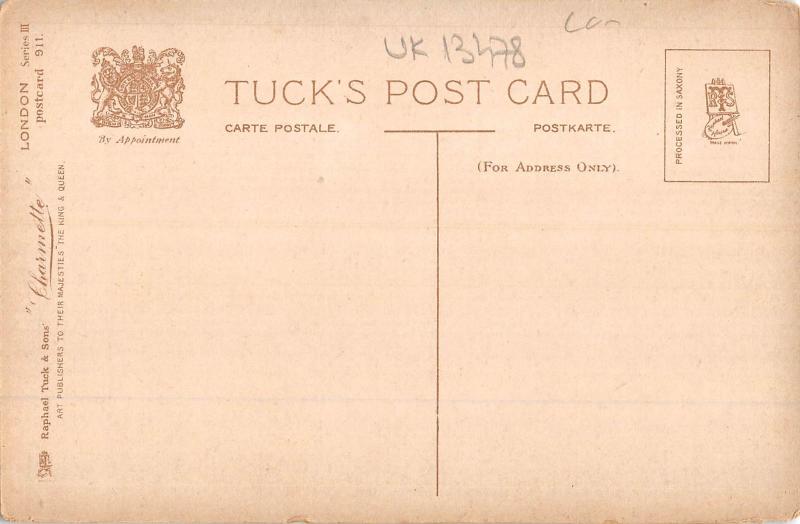 UK 13478
TUCK'S POST CARD
CARTE POSTALE.
POSTKARTE.
(FOR ADDRESS ONLY).
By Appointment
PROCESSED IN SAXONY
Raphael Tuck & Sons' "Charmette" LONDON Series III
postcard 911.
ART PUBLISHERS TO THEIR MAJESTIES THE KING & QUEEN.